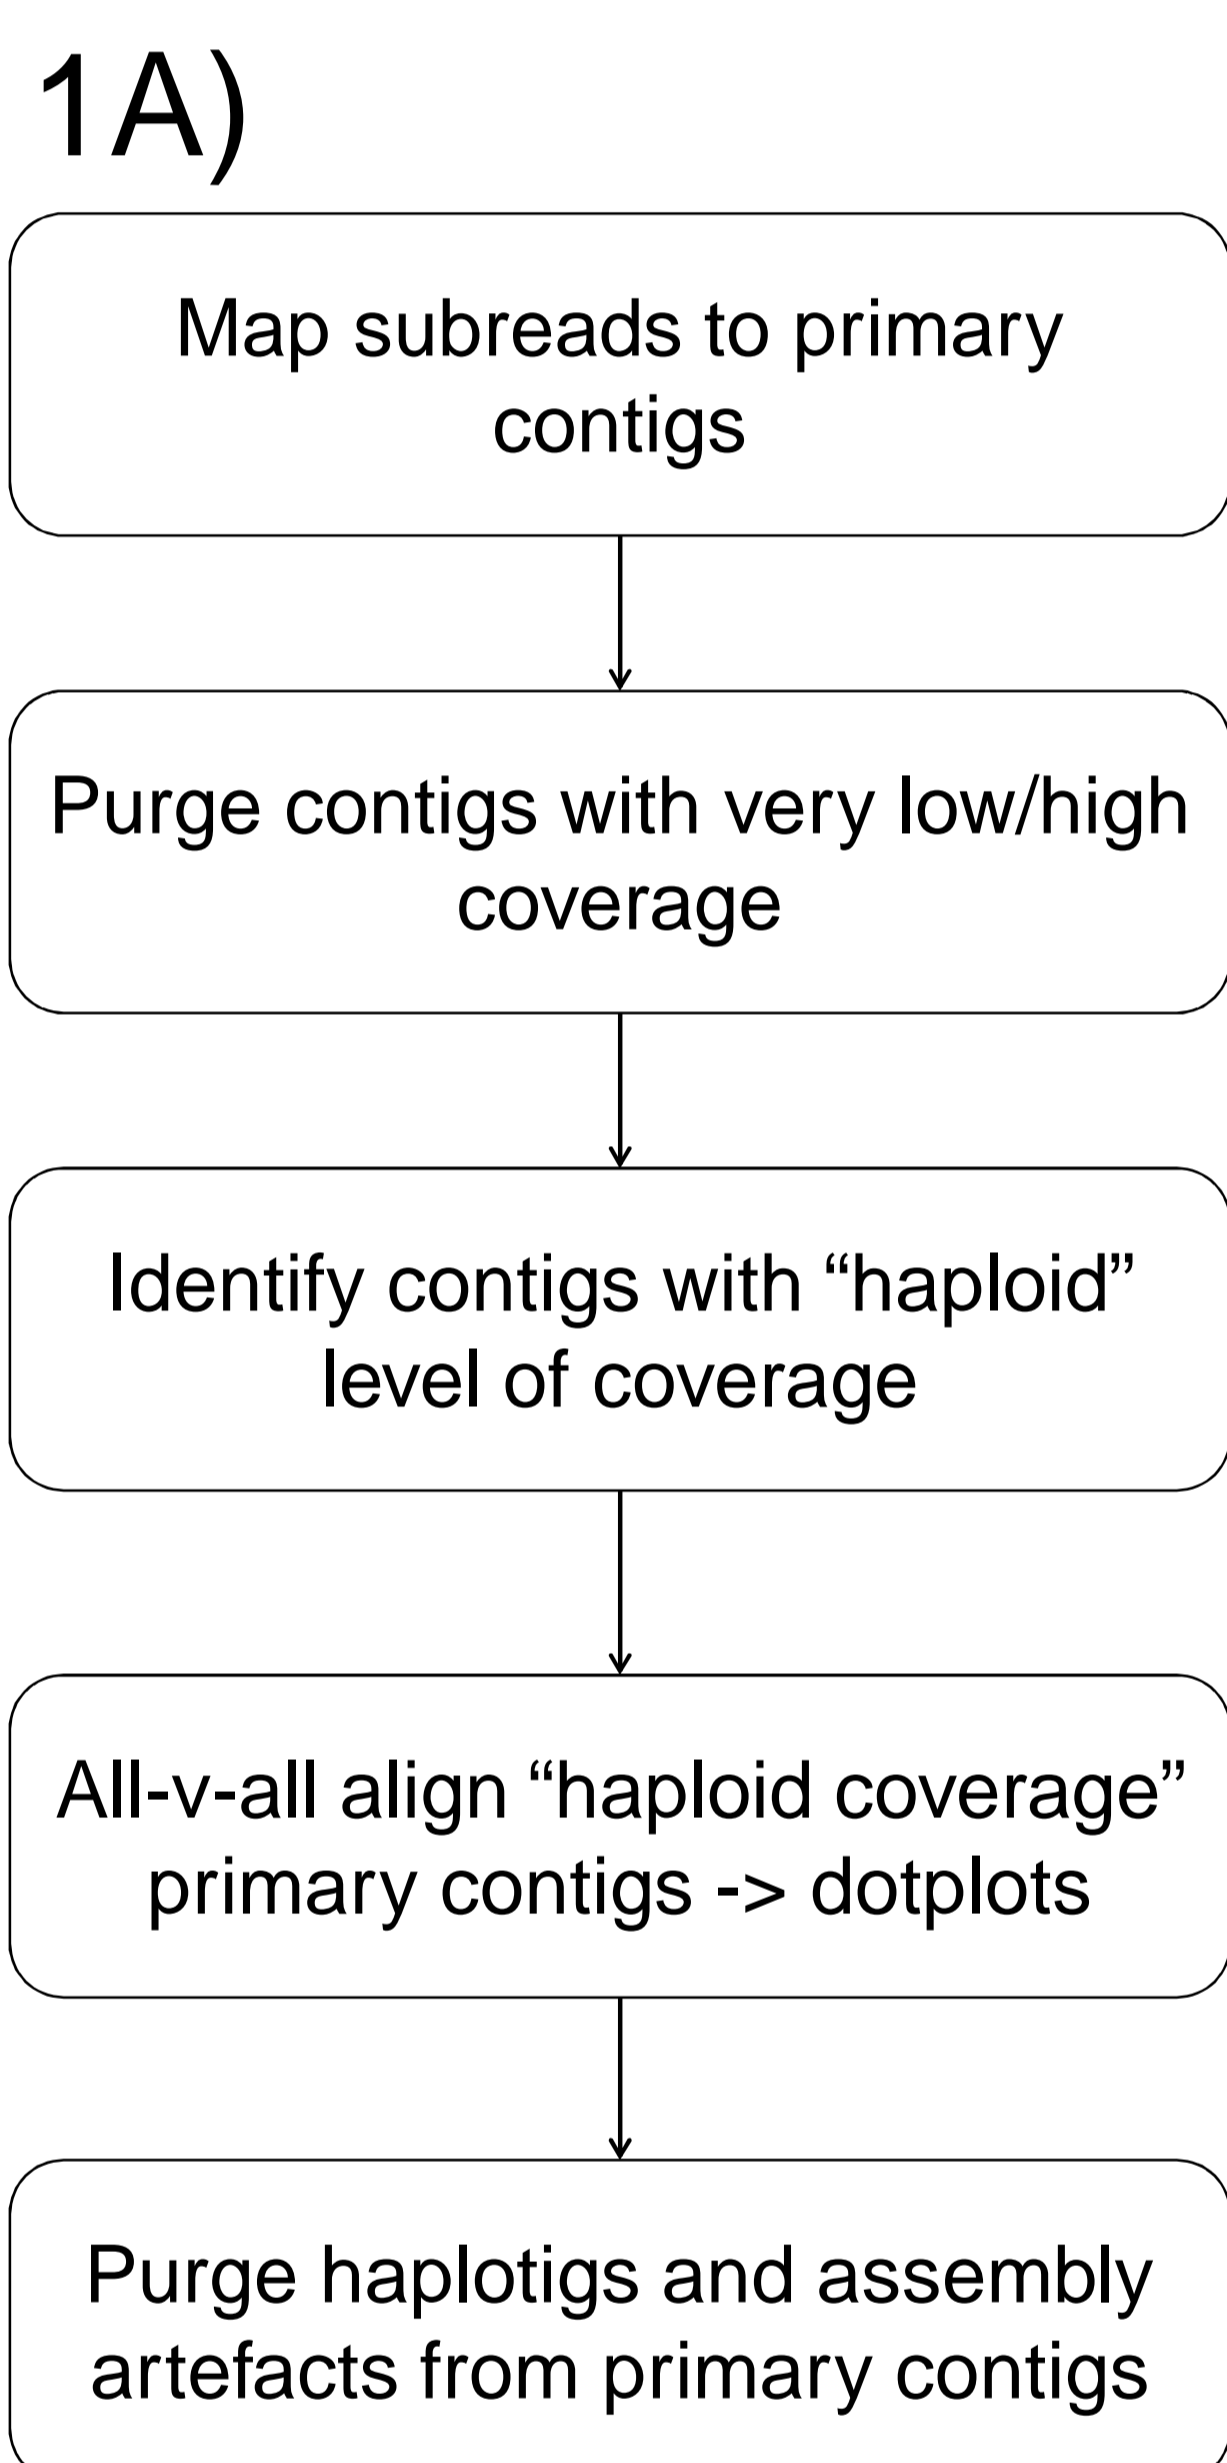 1A)
Map subreads to primary
contigs
Purge contigs with very low/high
coverage
Identify contigs with “haploid”
level of coverage
All-v-all align “haploid coverage”
primary contigs -> dotplots
Purge haplotigs and assembly
artefacts from primary contigs